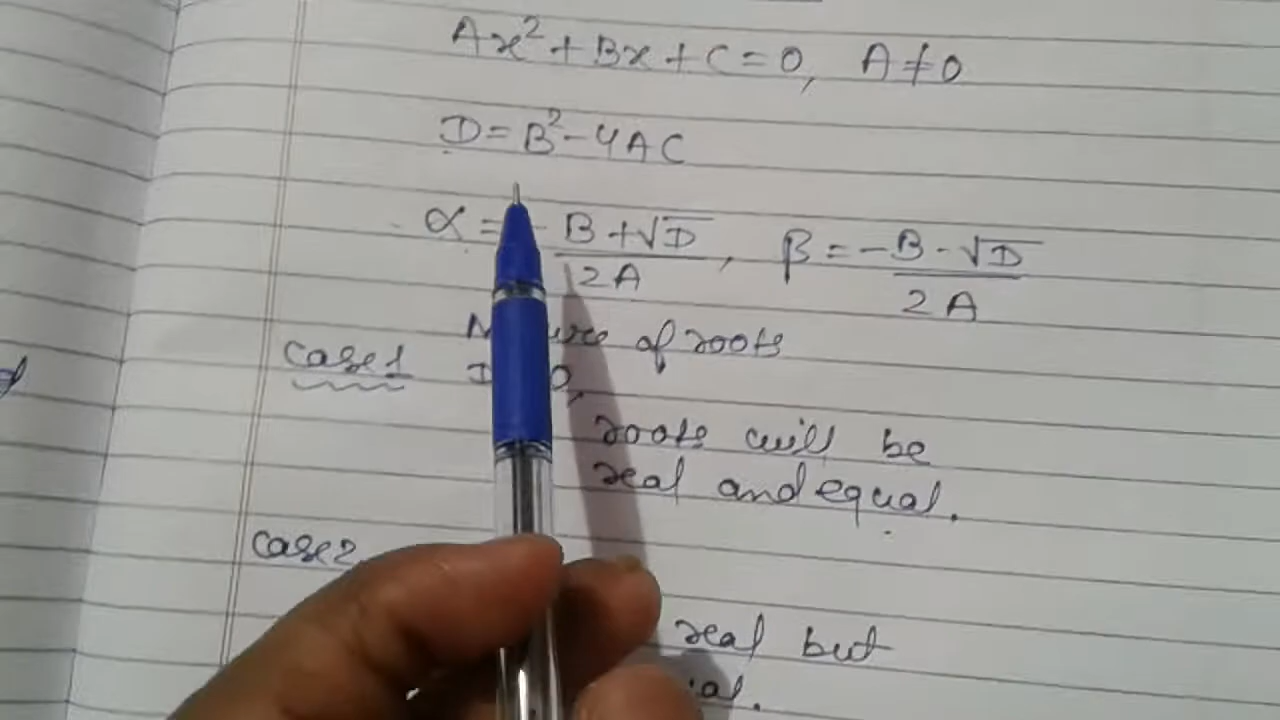 Ax²+Bx+C=0, A≠0
D=B²-4AC
α = B+√D / 2A, β = -B-√D / 2A
of roots
Case 1
roots will be
real and equal.
Case 2
real but